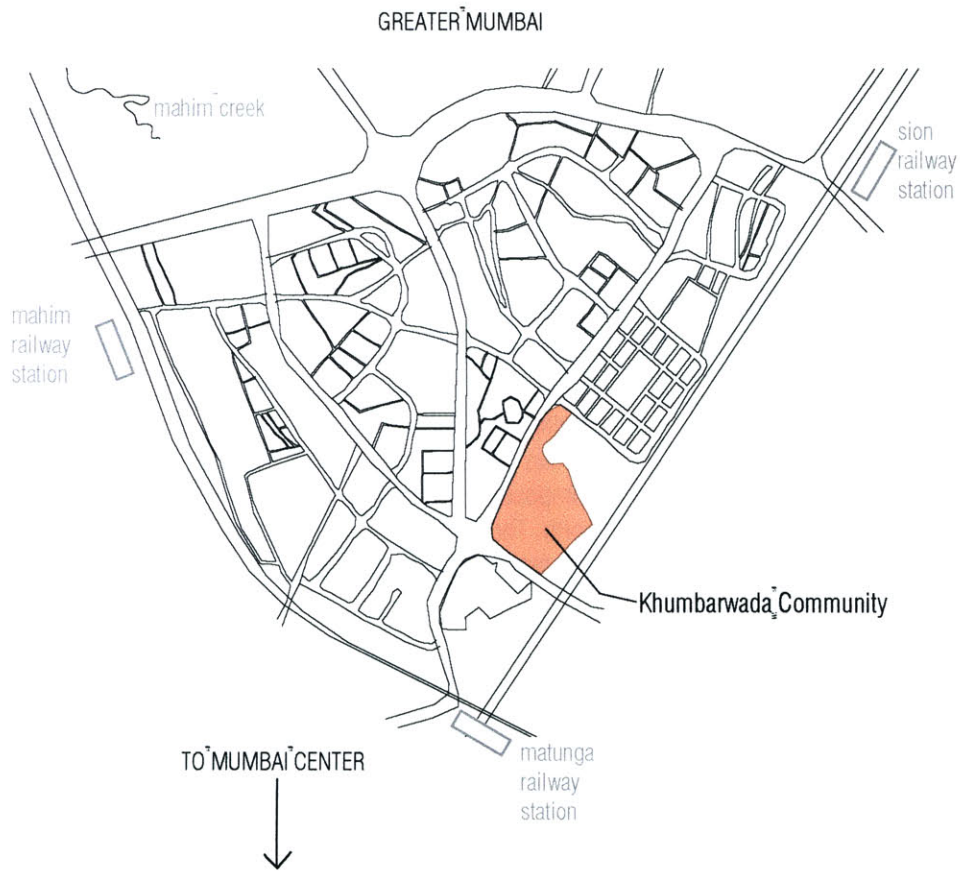 GREATER MUMBAI
mahim creek
sion
railway
station
mahim
railway
station
Khumbarwada Community
TO MUMBAI CENTER
matunga
railway
station